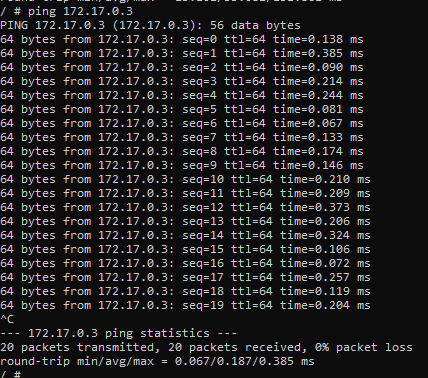 / # ping 172.17.0.3
PING 172.17.0.3 (172.17.0.3): 56 data bytes
64 bytes from 172.17.0.3: seq=0 ttl=64 time=0.138 ms
64 bytes from 172.17.0.3: seq=1 ttl=64 time=0.385 ms
64 bytes from 172.17.0.3: seq=2 ttl=64 time=0.090 ms
64 bytes from 172.17.0.3: seq=3 ttl=64 time=0.214 ms
64 bytes from 172.17.0.3: seq=4 ttl=64 time=0.244 ms
64 bytes from 172.17.0.3: seq=5 ttl=64 time=0.081 ms
64 bytes from 172.17.0.3: seq=6 ttl=64 time=0.067 ms
64 bytes from 172.17.0.3: seq=7 ttl=64 time=0.133 ms
64 bytes from 172.17.0.3: seq=8 ttl=64 time=0.174 ms
64 bytes from 172.17.0.3: seq=9 ttl=64 time=0.146 ms
64 bytes from 172.17.0.3: seq=10 ttl=64 time=0.210 ms
64 bytes from 172.17.0.3: seq=11 ttl=64 time=0.209 ms
64 bytes from 172.17.0.3: seq=12 ttl=64 time=0.373 ms
64 bytes from 172.17.0.3: seq=13 ttl=64 time=0.206 ms
64 bytes from 172.17.0.3: seq=14 ttl=64 time=0.324 ms
64 bytes from 172.17.0.3: seq=15 ttl=64 time=0.106 ms
64 bytes from 172.17.0.3: seq=16 ttl=64 time=0.072 ms
64 bytes from 172.17.0.3: seq=17 ttl=64 time=0.257 ms
64 bytes from 172.17.0.3: seq=18 ttl=64 time=0.119 ms
64 bytes from 172.17.0.3: seq=19 ttl=64 time=0.204 ms
^C
--- 172.17.0.3 ping statistics ---
20 packets transmitted, 20 packets received, 0% packet loss
round-trip min/avg/max = 0.067/0.187/0.385 ms
/ #